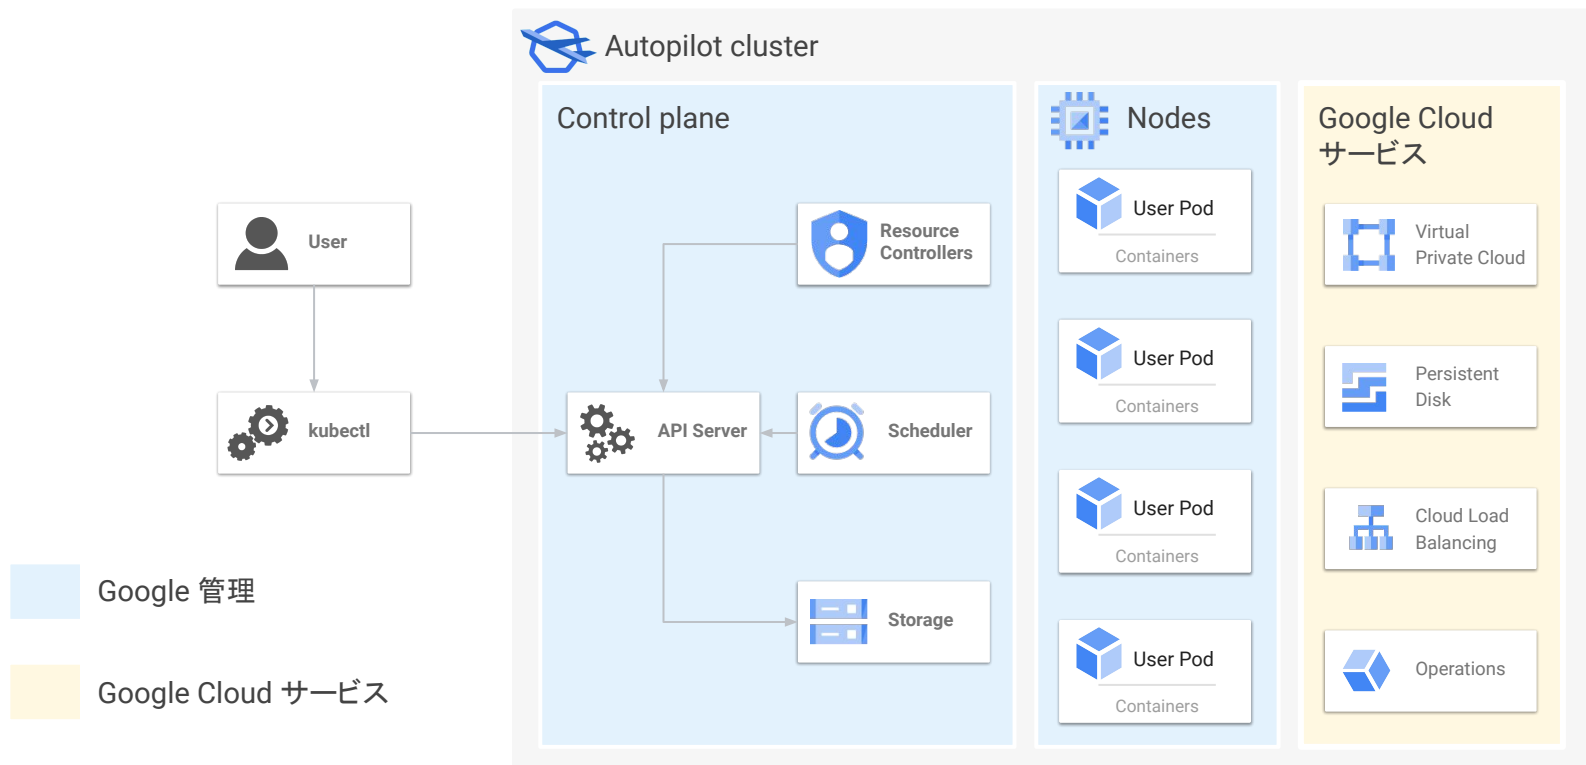 Autopilot cluster
Control plane
Nodes
Google Cloud
サービス
User
kubectl
Resource
Controllers
API Server
Scheduler
Storage
User Pod
Containers
User Pod
Containers
User Pod
Containers
User Pod
Containers
Virtual
Private Cloud
Persistent
Disk
Cloud Load
Balancing
Operations
Google 管理
Google Cloud サービス